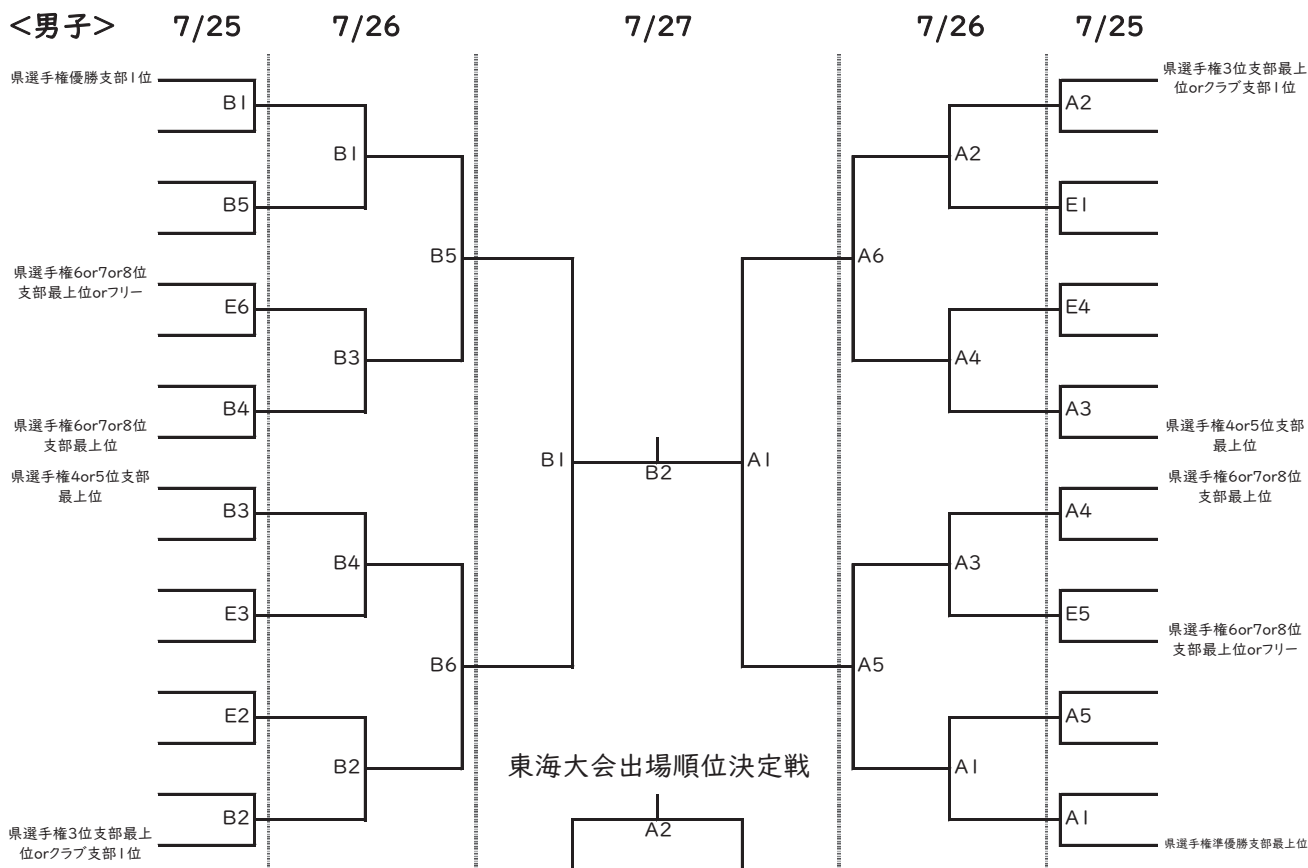 <男子> 7/25 7/26 7/27 7/26 7/25
県選手権優勝支部1位
県選手権3位支部最上
位orクラブ支部1位
B1
A2
B1
A2
B5
E1
B5
A6
県選手権6or7or8位
支部最上位orフリー
E6
E4
B3
A4
B4
A3
県選手権6or7or8位
支部最上位
県選手権4or5位支部
最上位
B1
B2
A1
県選手権4or5位支部
最上位
県選手権6or7or8位
支部最上位
B3
A4
B4
A3
E3
E5
県選手権6or7or8位
支部最上位orフリー
B6
A5
E2
A5
B2
東海大会出場順位決定戦
A1
B2
A2
A1
県選手権3位支部最上
位orクラブ支部1位
県選手権準優勝支部最上位